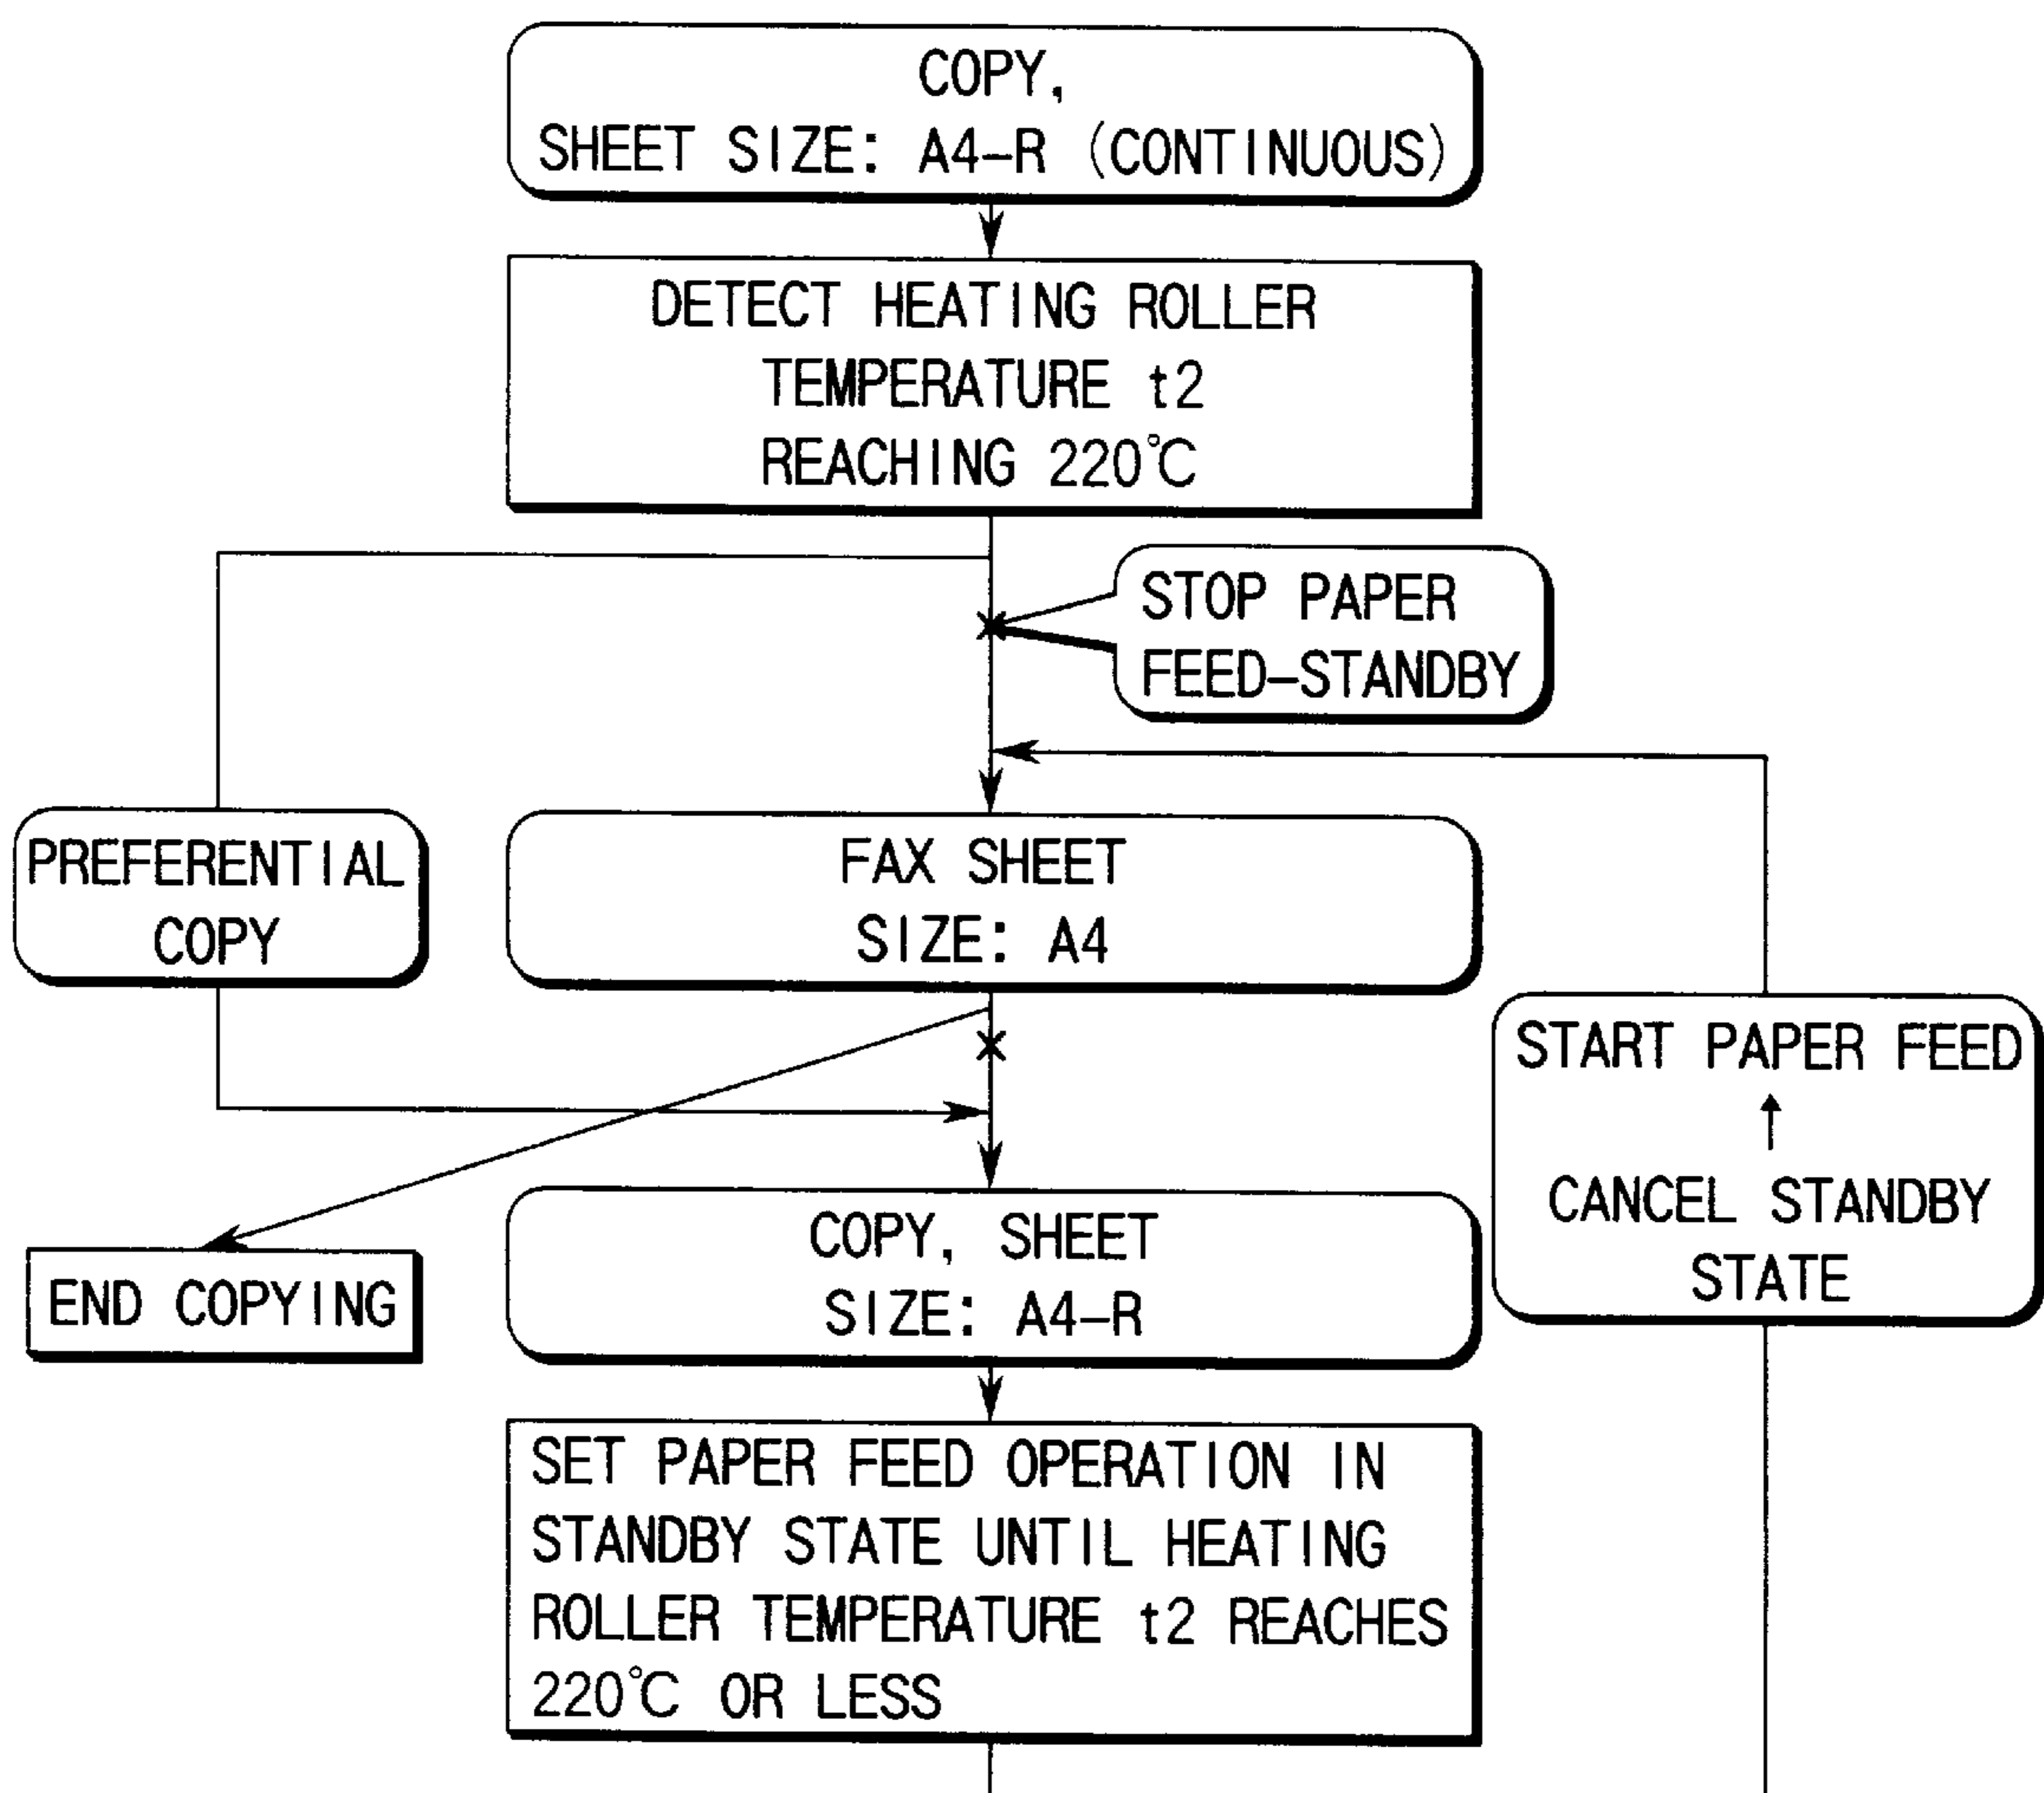 COPY,
SHEET SIZE: A4-R (CONTINUOUS)
DETECT HEATING ROLLER
TEMPERATURE t2
REACHING 220°C
STOP PAPER
FEED-STANDBY
PREFERENTIAL
COPY
FAX SHEET
SIZE: A4
START PAPER FEED
↑
CANCEL STANDBY
STATE
END COPYING
COPY, SHEET
SIZE: A4-R
SET PAPER FEED OPERATION IN
STANDBY STATE UNTIL HEATING
ROLLER TEMPERATURE t2 REACHES
220°C OR LESS